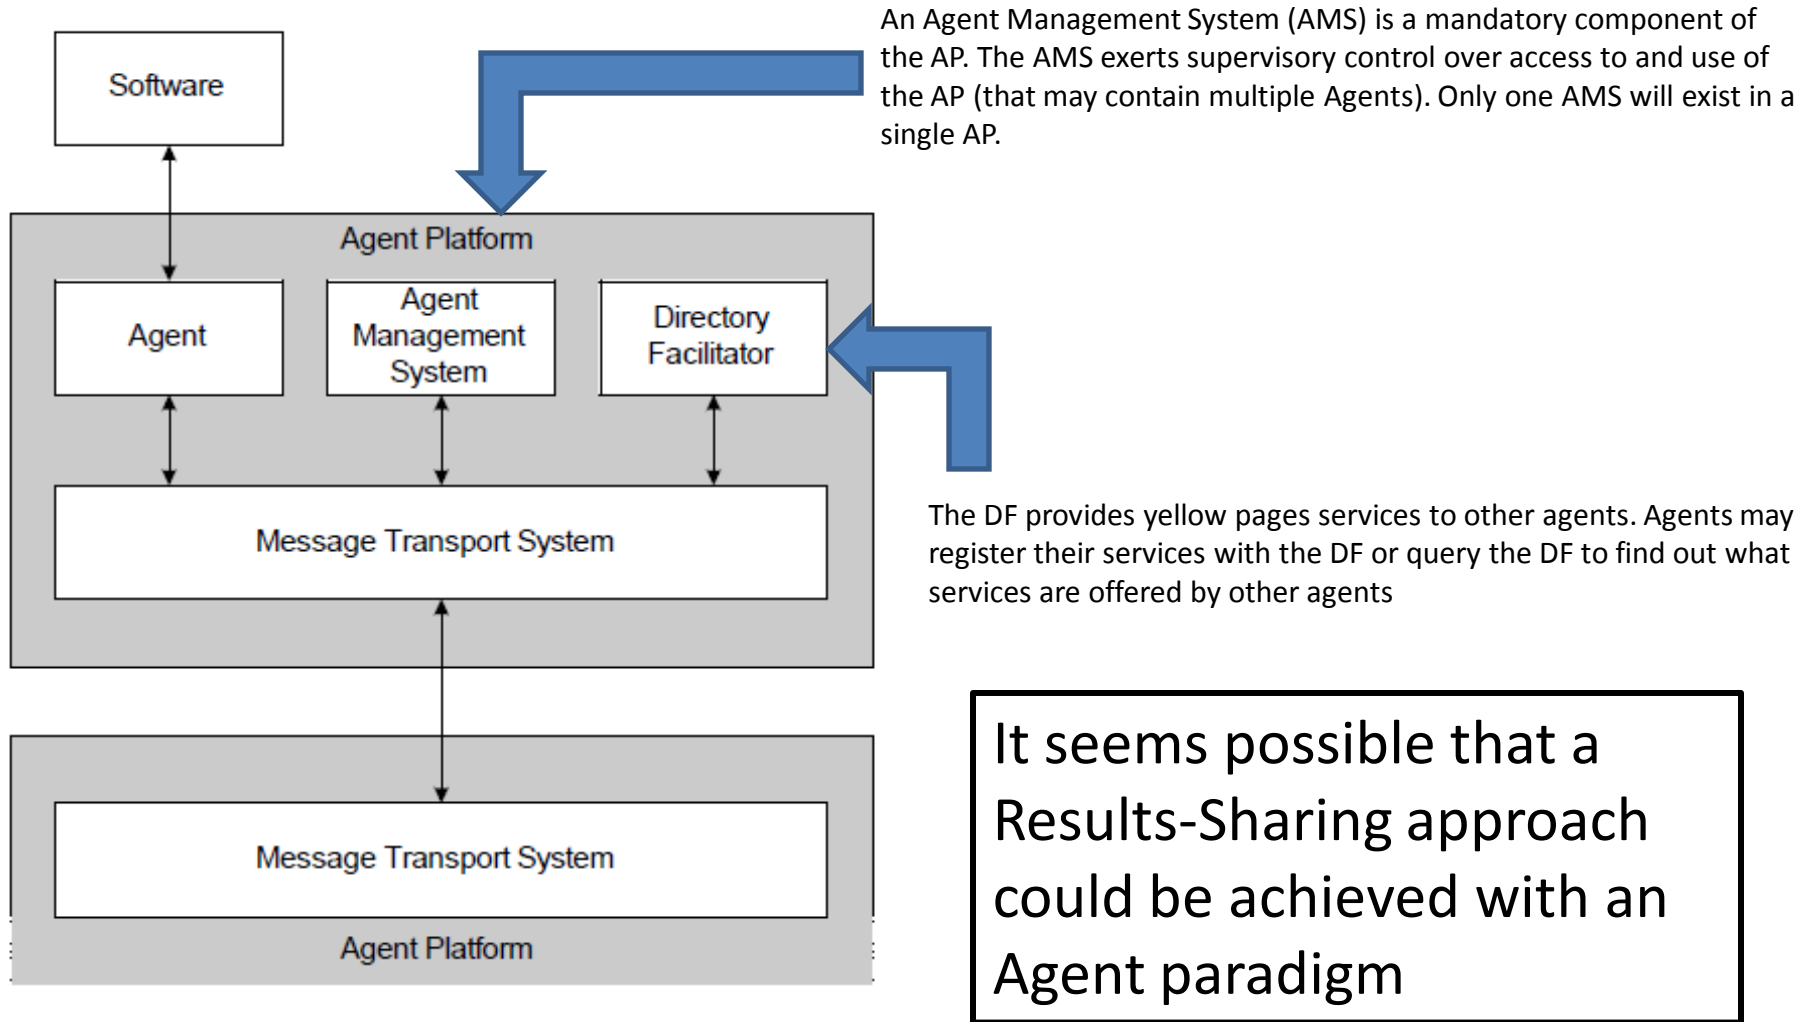 An Agent Management System (AMS) is a mandatory component of
the AP. The AMS exerts supervisory control over access to and use of
the AP (that may contain multiple Agents). Only one AMS will exist in a
single AP.
Software
Agent Platform
Agent
Agent
Management
System
Directory
Facilitator
Message Transport System
The DF provides yellow pages services to other agents. Agents may
register their services with the DF or query the DF to find out what
services are offered by other agents
Message Transport System
Agent Platform
It seems possible that a
Results-Sharing approach
could be achieved with an
Agent paradigm